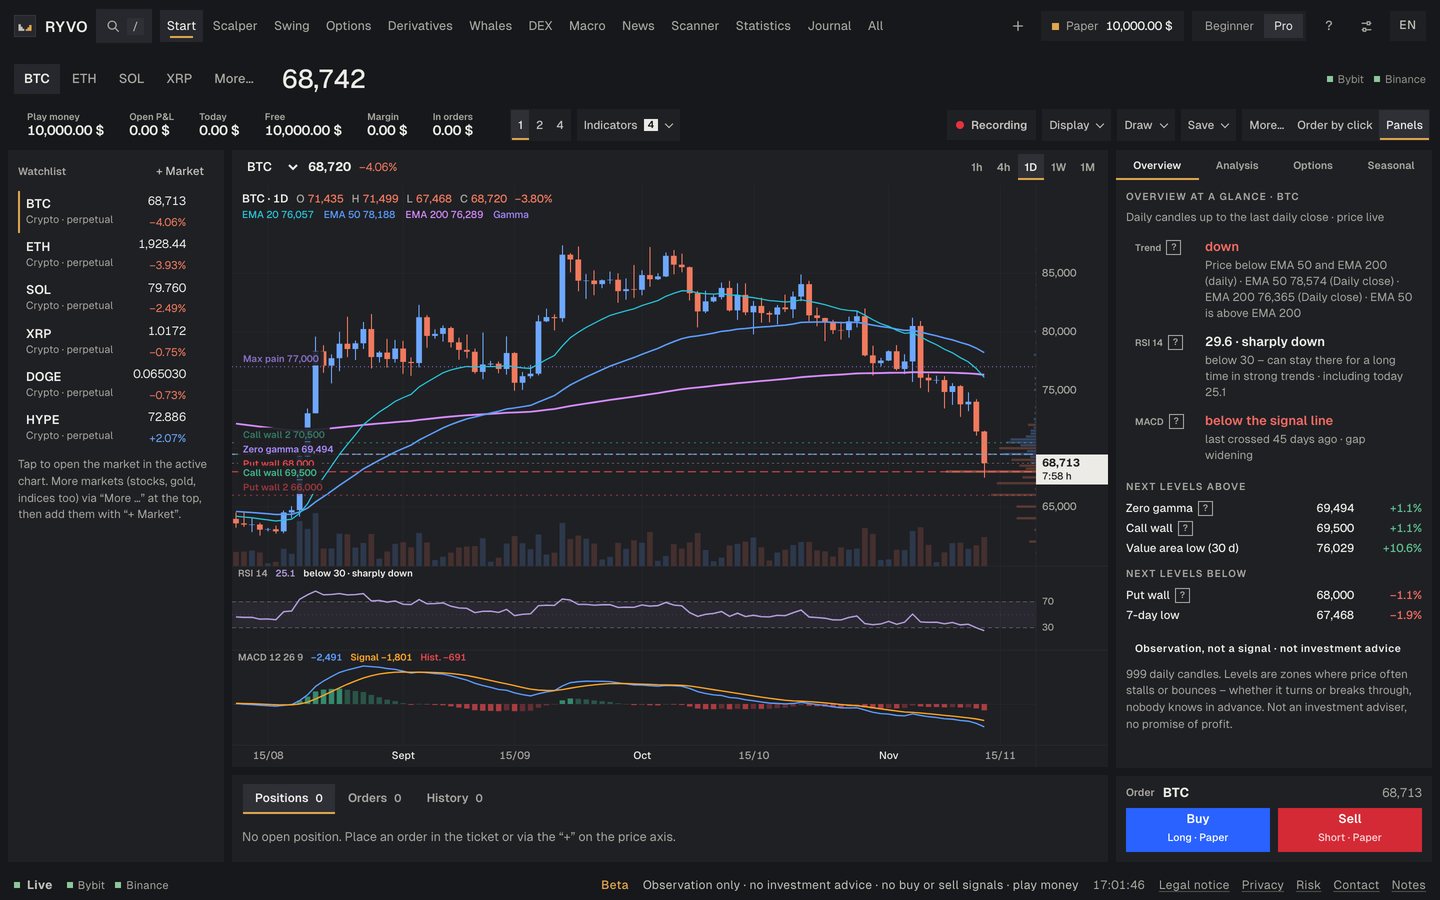 RYVO
/
Start Scalper Swing Options Derivatives Whales DEX Macro News Scanner Statistics Journal All
+
Paper 10,000.00 $
Beginner Pro
?
EN
BTC ETH SOL XRP More... 68,742
Bybit Binance
Play money Open P&L Today Free Margin In orders
10,000.00 $ 0.00 $ 0.00 $ 10,000.00 $ 0.00 $ 0.00 $
1 2 4
Indicators 4
Recording
Display
Draw
Save
More... Order by click Panels
Watchlist + Market
BTC 68,713
Crypto · perpetual −4.06%
ETH 1,928.44
Crypto · perpetual −3.93%
SOL 79.760
Crypto · perpetual −2.49%
XRP 1.0172
Crypto · perpetual −0.75%
DOGE 0.065030
Crypto · perpetual −0.73%
HYPE 72.886
Crypto · perpetual +2.07%
Tap to open the market in the active
chart. More markets (stocks, gold,
indices too) via “More …” at the top,
then add them with “+ Market”.
BTC 68,720 −4.06%
1h 4h 1D 1W 1M
BTC · 1D O 71,435 H 71,499 L 67,468 C 68,720 −3.80%
EMA 20 76,057 EMA 50 78,188 EMA 200 76,289 Gamma
85,000
80,000
Max pain 77,000
75,000
Call wall 2 70,500
Zero gamma 69,494
Put wall 68,000
Call wall 69,500
Put wall 2 66,000
68,713
7:58 h
65,000
RSI 14 25.1 below 30 · sharply down
70
30
MACD 12 26 9 −2,491 Signal −1,801 Hist. −691
15/08 Sept 15/09 Oct 15/10 Nov 15/11
Positions 0 Orders 0 History 0
No open position. Place an order in the ticket or via the “+” on the price axis.
Overview Analysis Options Seasonal
OVERVIEW AT A GLANCE · BTC
Daily candles up to the last daily close · price live
Trend ? down
Price below EMA 50 and EMA 200
(daily) · EMA 50 78,574 (Daily close) ·
EMA 200 76,365 (Daily close) · EMA 50
is above EMA 200
RSI 14 ? 29.6 · sharply down
below 30 – can stay there for a long
time in strong trends · including today
25.1
MACD ? below the signal line
last crossed 45 days ago · gap
widening
NEXT LEVELS ABOVE
Zero gamma ? 69,494 +1.1%
Call wall ? 69,500 +1.1%
Value area low (30 d) 76,029 +10.6%
NEXT LEVELS BELOW
Put wall ? 68,000 −1.1%
7-day low 67,468 −1.9%
Observation, not a signal · not investment advice
999 daily candles. Levels are zones where price often
stalls or bounces – whether it turns or breaks through,
nobody knows in advance. Not an investment adviser,
no promise of profit.
Order BTC 68,713
Buy
Long · Paper
Sell
Short · Paper
Live Bybit Binance
Beta Observation only · no investment advice · no buy or sell signals · play money 17:01:46 Legal notice Privacy Risk Contact Notes